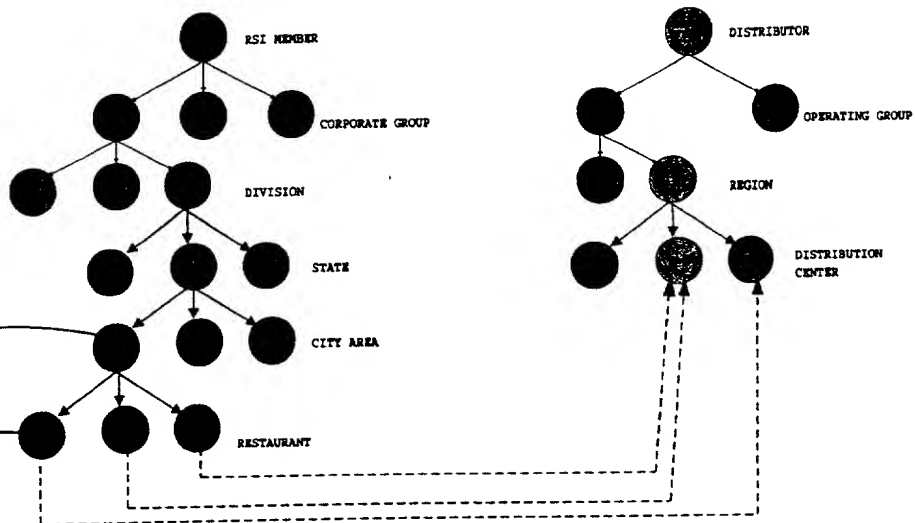 RSI MEMBER
DISTRIBUTOR
CORPORATE GROUP
OPERATING GROUP
DIVISION
REGION
STATE
DISTRIBUTION
CENTER
CITY AREA
RESTAURANT